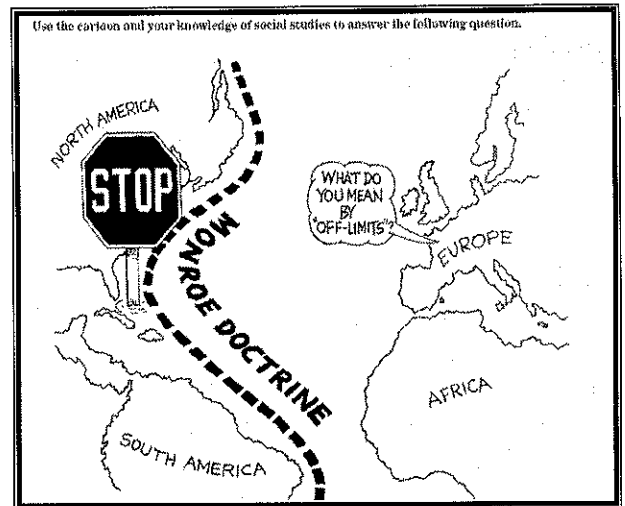 Use the cartoon and your knowledge of social studies to answer the following question.
NORTH AMERICA
STOP
WHAT DO
YOU MEAN
BY
"OFF-LIMITS"?
EUROPE
MONROE DOCTRINE
AFRICA
SOUTH AMERICA